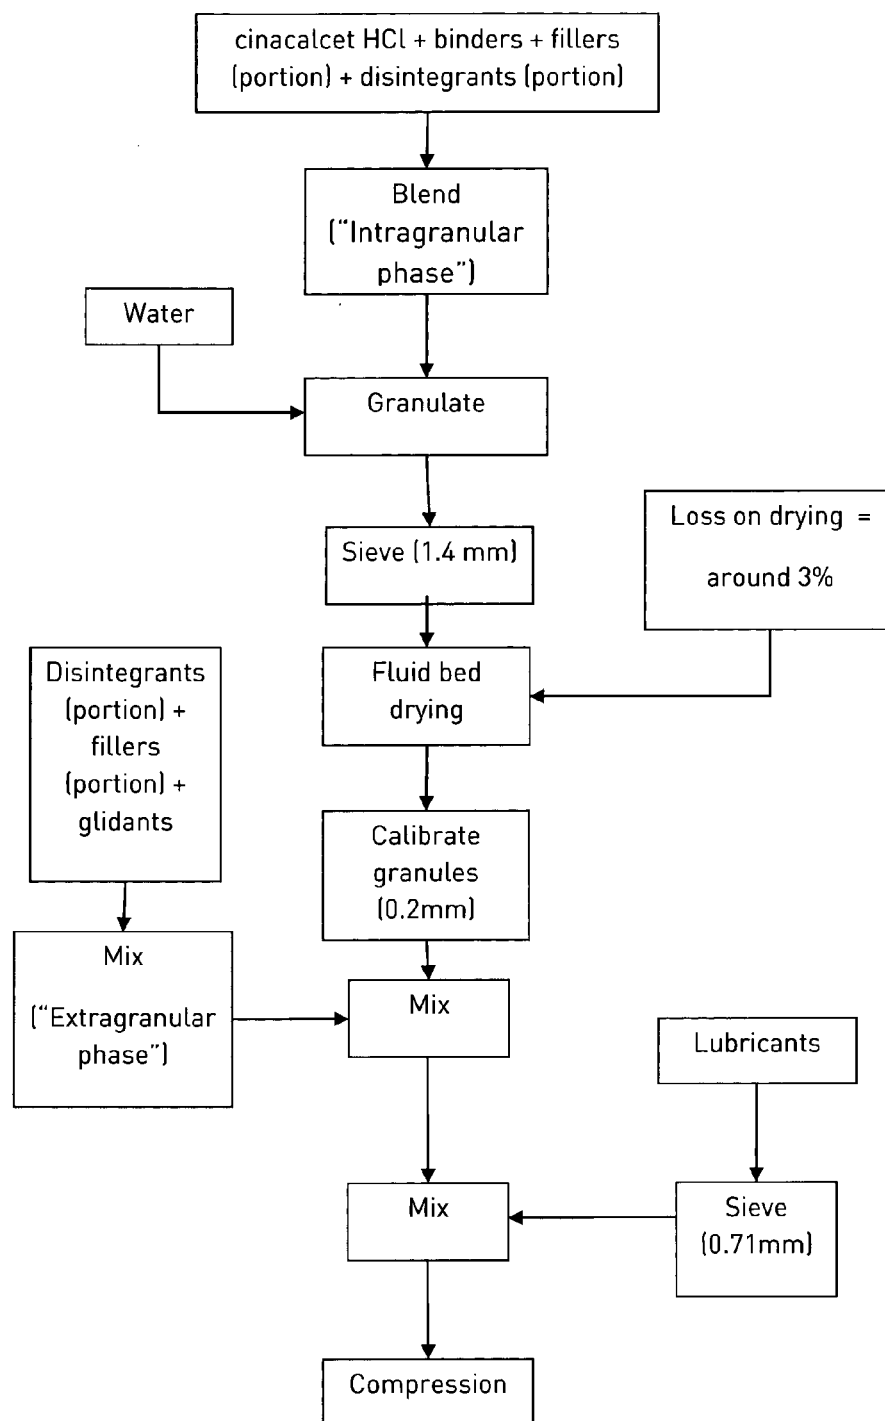 cinacalcet HCl + binders + fillers
(portion) + disintegrants (portion)
Blend
("Intragranular
phase")
Water
Granulate
Sieve (1.4 mm)
Loss on drying =
around 3%
Disintegrants
(portion) +
fillers
(portion) +
glidants
Fluid bed
drying
Calibrate
granules
(0.2mm)
Mix
("Extragranular
phase")
Mix
Lubricants
Mix
Sieve
(0.71mm)
Compression